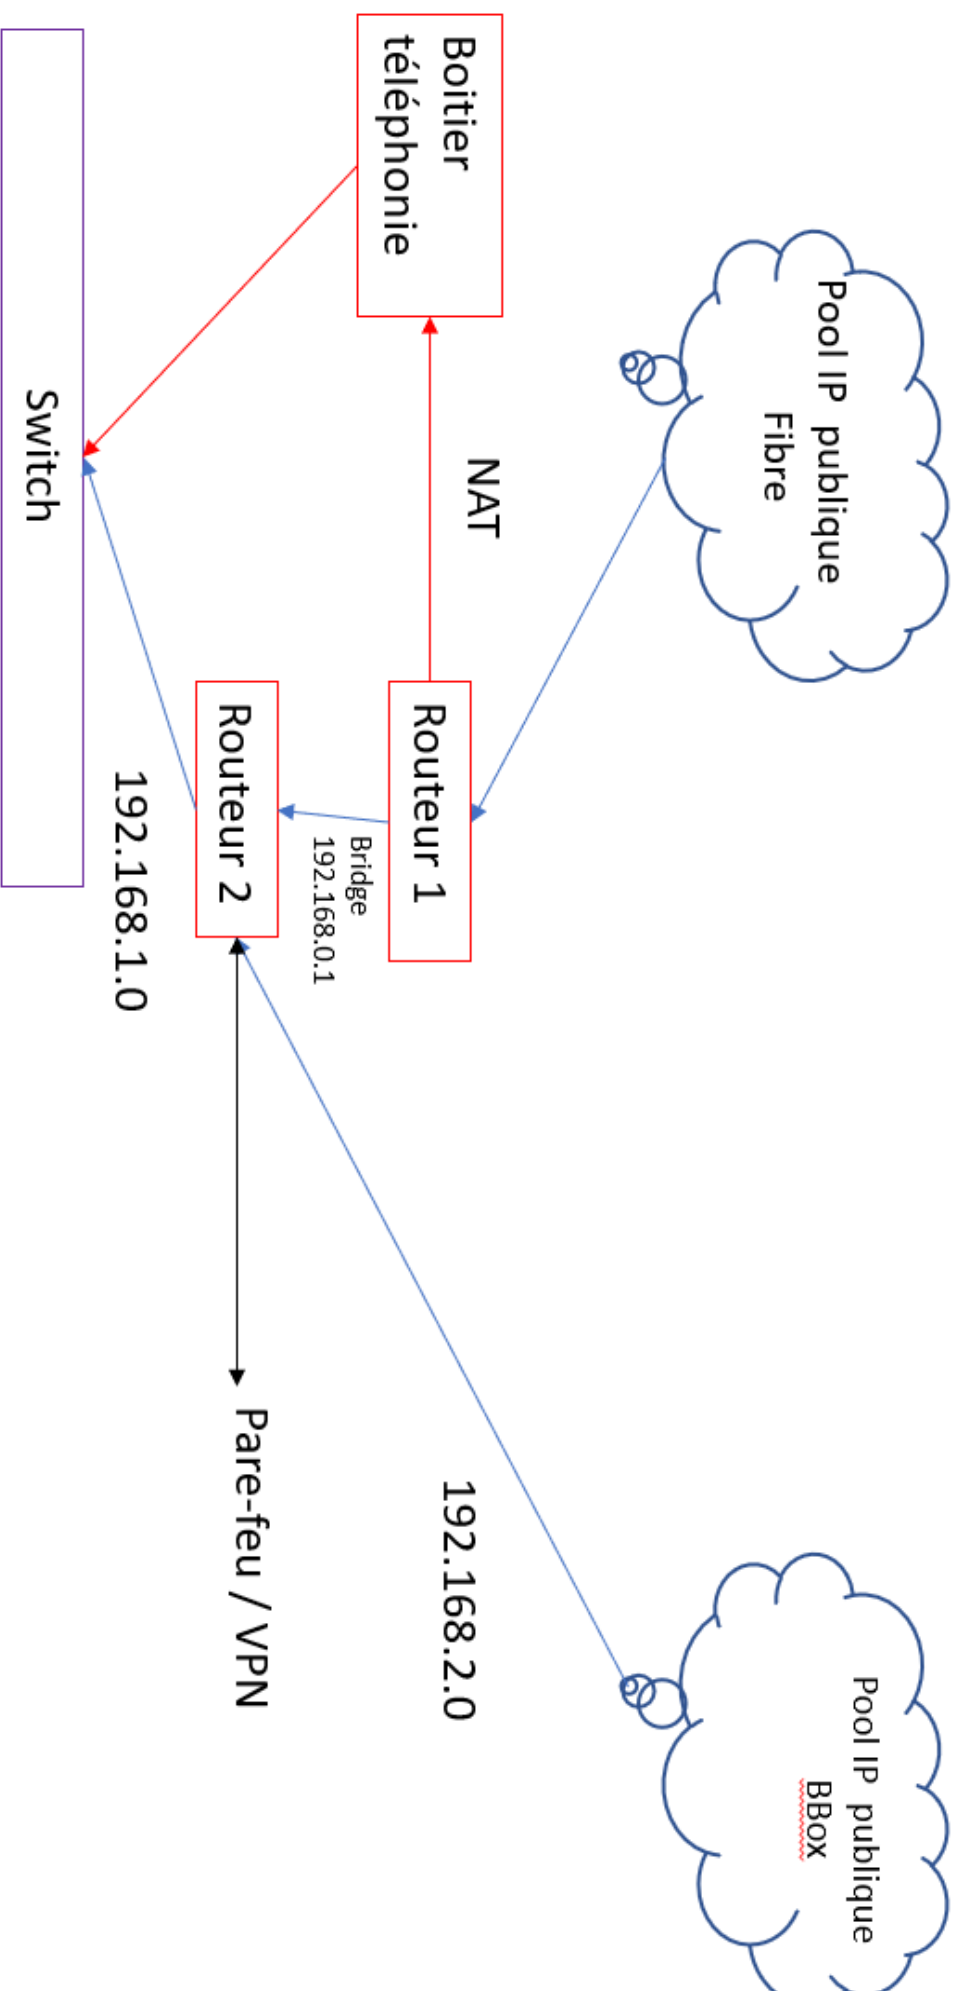 Pool IP publique
Fibre
Pool IP publique
BBox
Boitier
téléphonie
NAT
Routeur 1
192.168.2.0
Bridge
192.168.0.1
Routeur 2
Pare-feu / VPN
192.168.1.0
Switch